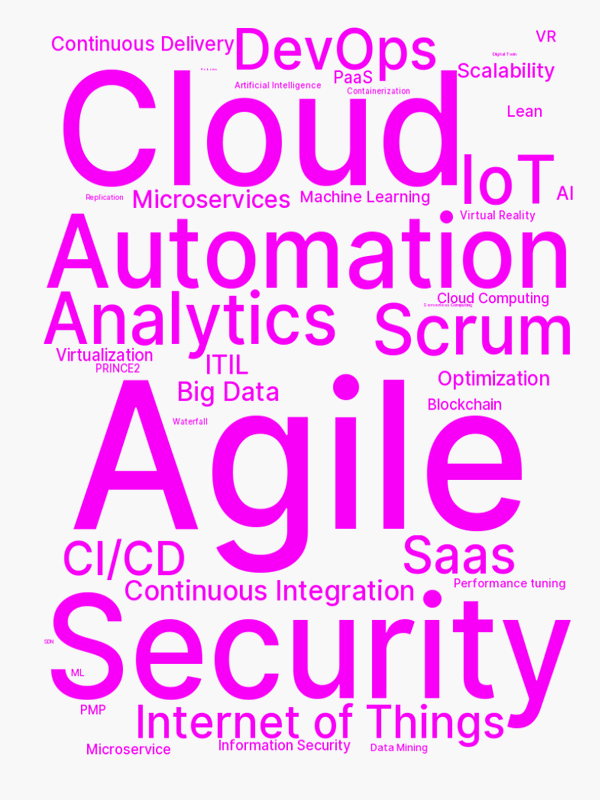 VR
Continuous Delivery
DevOps
Digital Twin
Scalability
PaaS
Artificial Intelligence
Containerization
Cloud
Lean
IoT
AI
Replication
Microservices
Machine Learning
Virtual Reality
Automation
Cloud Computing
Analytics
Scrum
Virtualization
ITIL
PRINCE2
Optimization
Big Data
Blockchain
Waterfall
Agile
CI/CD
Saas
Performance tuning
Continuous Integration
Security
SDN
ML
PMP
Internet of Things
Microservice
Information Security
Data Mining